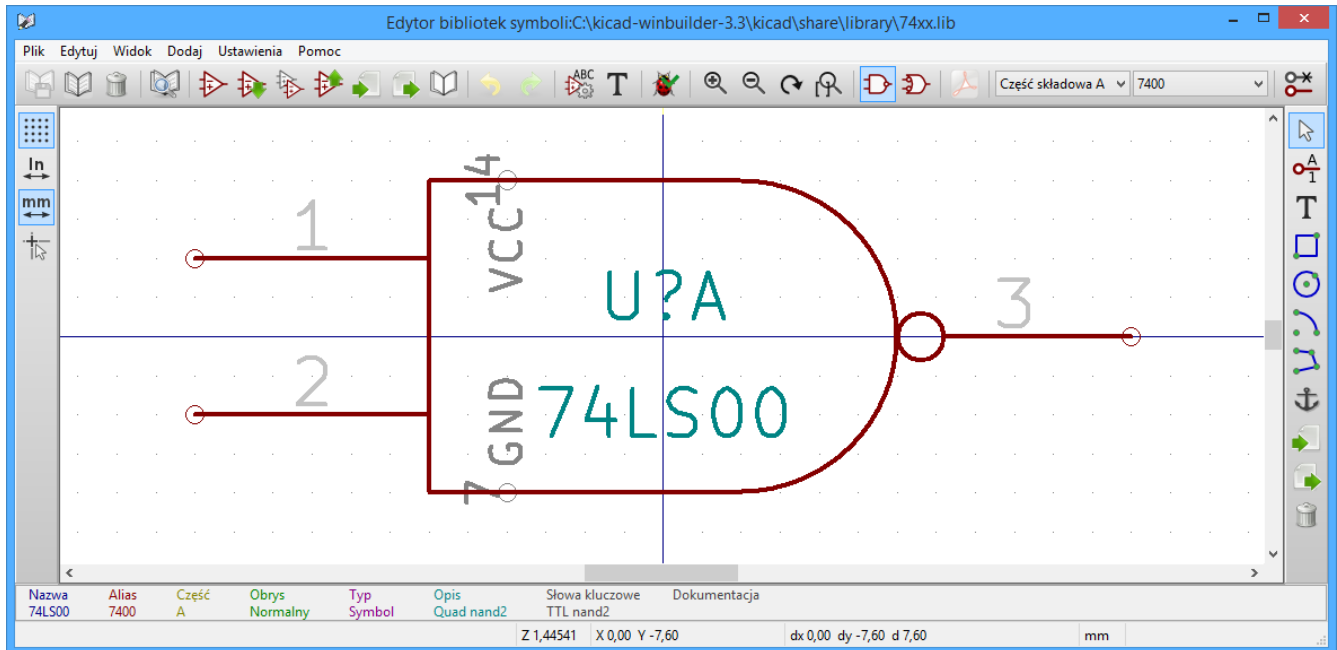 Edytor bibliotek symboli:C:\kicad-winbuilder-3.3\kicad\share\library\74xx.lib
Plik Edytuj Widok Dodaj Ustawienia Pomoc
ABC T Część składowa A 7400
In
mm
A
1
T
14
VCC
1
U?A
3
2
GND
74LS00
7
Nazwa Alias Część Obrys Typ Opis Słowa kluczowe Dokumentacja
74LS00 7400 A Normalny Symbol Quad nand2 TTL nand2
Z 1,44541 X 0,00 Y -7,60 dx 0,00 dy -7,60 d 7,60 mm